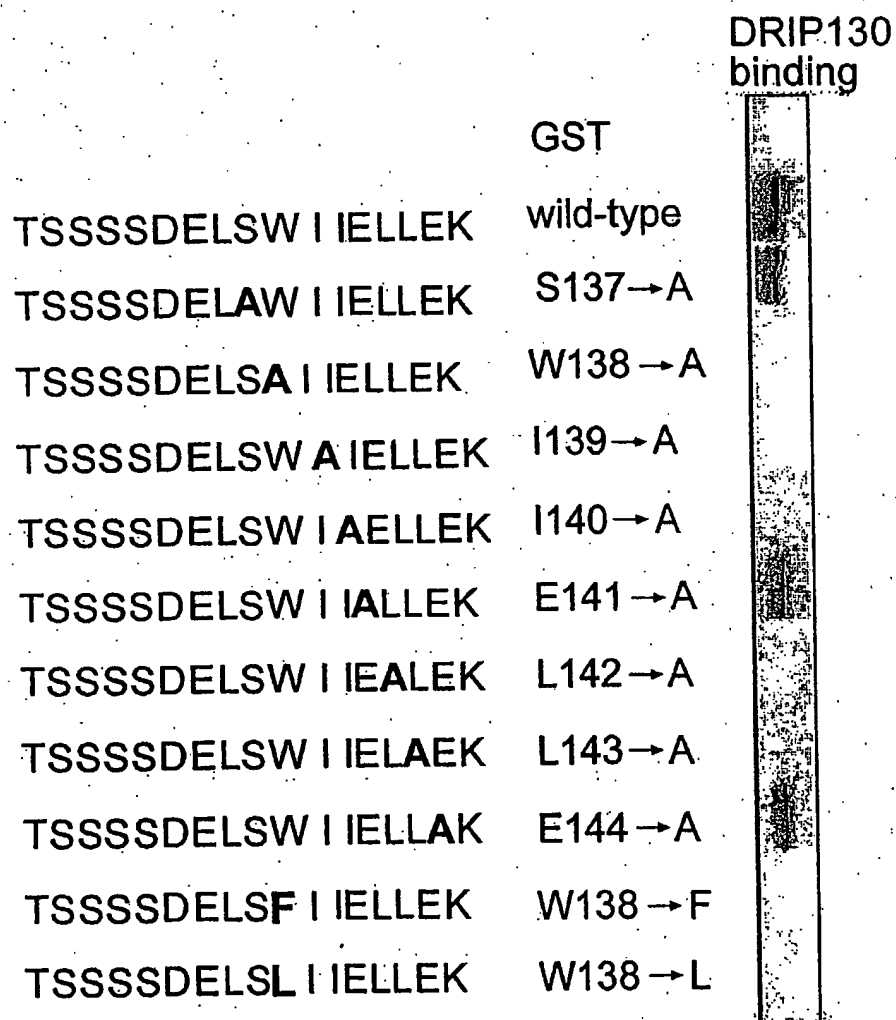 DRIP130
binding
GST
TSSSSDELSW I IELLEK wild-type
TSSSSDELAW I IELLEK S137→A
TSSSSDELSA I IELLEK W138→A
TSSSSDELSW A IELLEK I139→A
TSSSSDELSW I AELLEK I140→A
TSSSSDELSW I IALLEK E141→A
TSSSSDELSW I IEALEK L142→A
TSSSSDELSW I IELAEK L143→A
TSSSSDELSW I IELLAK E144→A
TSSSSDELSF I IELLEK W138→F
TSSSSDELSL I IELLEK W138→L